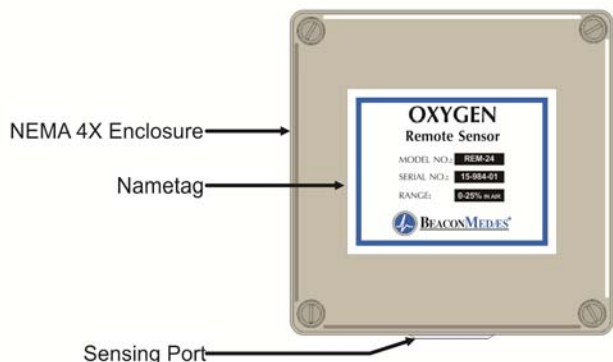 NEMA 4X Enclosure
Nametag
Sensing Port
OXYGEN
Remote Sensor
MODEL NO.: REM-24
SERIAL NO.: 15-984-01
RANGE: 0-25% IN AIR
BEACONMEDÆS®